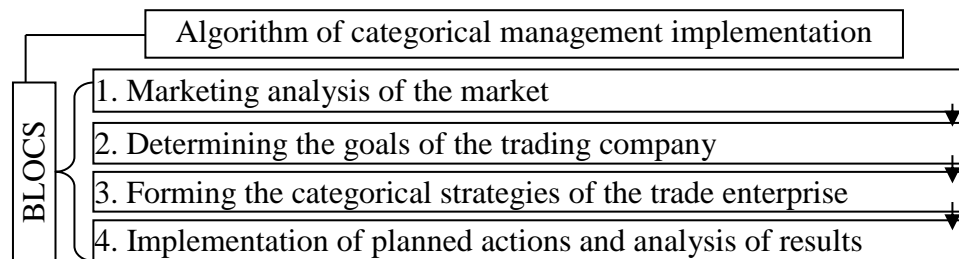 Algorithm of categorical management implementation
BLOCS
1. Marketing analysis of the market
2. Determining the goals of the trading company
3. Forming the categorical strategies of the trade enterprise
4. Implementation of planned actions and analysis of results